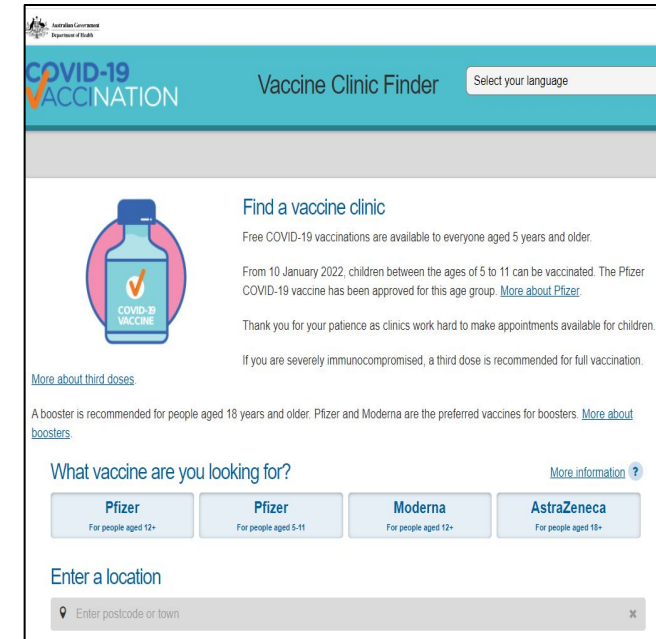 Australian Government
Department of Health
COVID-19
VACCINATION
Vaccine Clinic Finder
Select your language
Find a vaccine clinic
Free COVID-19 vaccinations are available to everyone aged 5 years and older.
From 10 January 2022, children between the ages of 5 to 11 can be vaccinated. The Pfizer
COVID-19 vaccine has been approved for this age group. More about Pfizer.
Thank you for your patience as clinics work hard to make appointments available for children.
If you are severely immunocompromised, a third dose is recommended for full vaccination.
More about third doses.
COVID-19
VACCINE
A booster is recommended for people aged 18 years and older. Pfizer and Moderna are the preferred vaccines for boosters. More about
boosters.
What vaccine are you looking for?
More information ?
Pfizer
For people aged 12+
Pfizer
For people aged 5-11
Moderna
For people aged 12+
AstraZeneca
For people aged 18+
Enter a location
Enter postcode or town